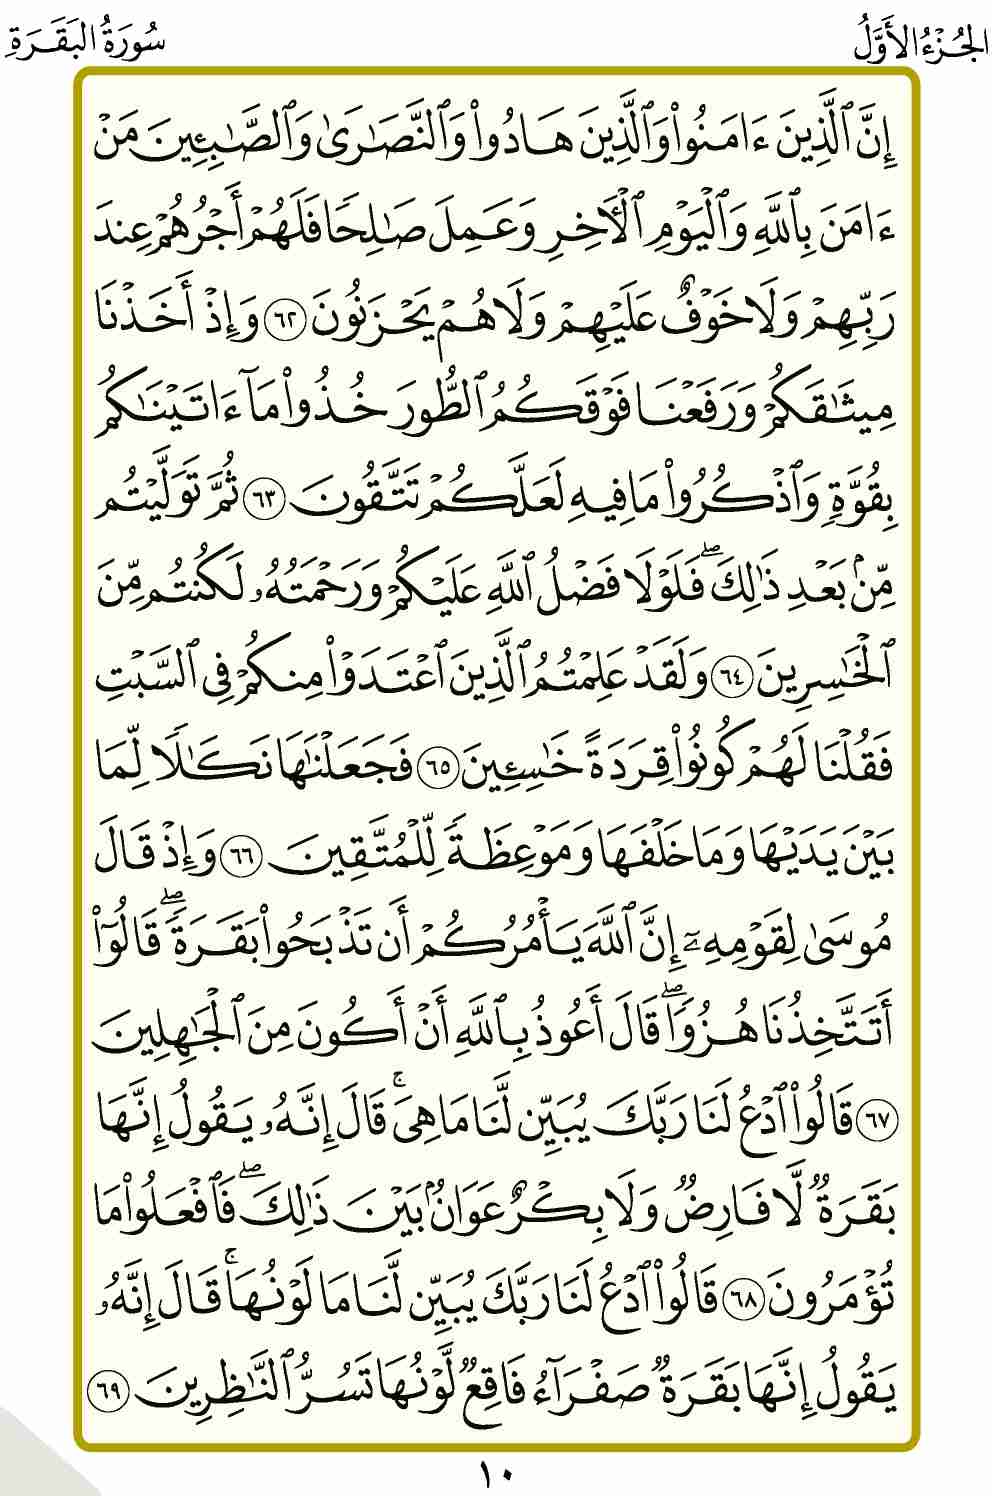 الجُزْءُ الأَوَّلُ
سُورَةُ البَقَرَةِ
إِنَّ ٱلَّذِينَ ءَامَنُوا۟ وَٱلَّذِينَ هَادُوا۟ وَٱلنَّصَـٰرَىٰ وَٱلصَّـٰبِـِٔينَ مَنْ
ءَامَنَ بِٱللَّهِ وَٱلْيَوْمِ ٱلْـَٔاخِرِ وَعَمِلَ صَـٰلِحًا فَلَهُمْ أَجْرُهُمْ عِندَ
رَبِّهِمْ وَلَا خَوْفٌ عَلَيْهِمْ وَلَا هُمْ يَحْزَنُونَ ٦٢ وَإِذْ أَخَذْنَا
مِيثَـٰقَكُمْ وَرَفَعْنَا فَوْقَكُمُ ٱلطُّورَ خُذُوا۟ مَآ ءَاتَيْنَـٰكُم
بِقُوَّةٍ وَٱذْكُرُوا۟ مَا فِيهِ لَعَلَّكُمْ تَتَّقُونَ ٦٣ ثُمَّ تَوَلَّيْتُم
مِّنۢ بَعْدِ ذَٰلِكَ ۖ فَلَوْلَا فَضْلُ ٱللَّهِ عَلَيْكُمْ وَرَحْمَتُهُۥ لَكُنتُم مِّنَ
ٱلْخَـٰسِرِينَ ٦٤ وَلَقَدْ عَلِمْتُمُ ٱلَّذِينَ ٱعْتَدَوْا۟ مِنكُمْ فِى ٱلسَّبْتِ
فَقُلْنَا لَهُمْ كُونُوا۟ قِرَدَةً خَـٰسِـِٔينَ ٦٥ فَجَعَلْنَـٰهَا نَكَـٰلًا لِّمَا
بَيْنَ يَدَيْهَا وَمَا خَلْفَهَا وَمَوْعِظَةً لِّلْمُتَّقِينَ ٦٦ وَإِذْ قَالَ
مُوسَىٰ لِقَوْمِهِۦٓ إِنَّ ٱللَّهَ يَأْمُرُكُمْ أَن تَذْبَحُوا۟ بَقَرَةً ۖ قَالُوٓا۟
أَتَتَّخِذُنَا هُزُوًا ۖ قَالَ أَعُوذُ بِٱللَّهِ أَنْ أَكُونَ مِنَ ٱلْجَـٰهِلِينَ
٦٧ قَالُوا۟ ٱدْعُ لَنَا رَبَّكَ يُبَيِّن لَّنَا مَا هِىَ ۚ قَالَ إِنَّهُۥ يَقُولُ إِنَّهَا
بَقَرَةٌ لَّا فَارِضٌ وَلَا بِكْرٌ عَوَانٌۢ بَيْنَ ذَٰلِكَ ۖ فَٱفْعَلُوا۟ مَا
تُؤْمَرُونَ ٦٨ قَالُوا۟ ٱدْعُ لَنَا رَبَّكَ يُبَيِّن لَّنَا مَا لَوْنُهَا ۚ قَالَ إِنَّهُۥ
يَقُولُ إِنَّهَا بَقَرَةٌ صَفْرَآءُ فَاقِعٌ لَّوْنُهَا تَسُرُّ ٱلنَّـٰظِرِينَ ٦٩
١٠